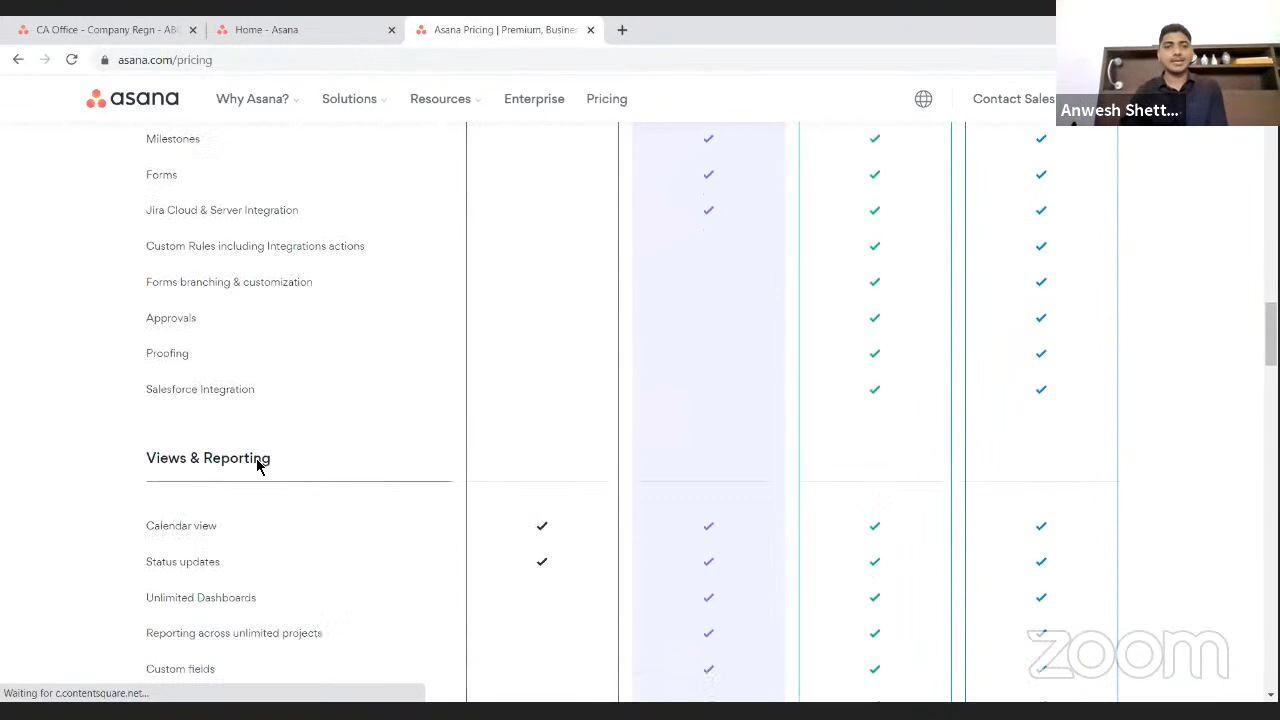 CA Office - Company Regn - AB
Home - Asana
Asana Pricing | Premium, Busine
asana.com/pricing
asana
Why Asana?
Solutions
Resources
Enterprise
Pricing
Contact Sales
Anwesh Shett...
Milestones
Forms
Jira Cloud & Server Integration
Custom Rules including Integrations actions
Forms branching & customization
Approvals
Proofing
Salesforce Integration
Views & Reporting
Calendar view
Status updates
Unlimited Dashboards
Reporting across unlimited projects
Custom fields
zoom
Waiting for c.contentsquare.net...